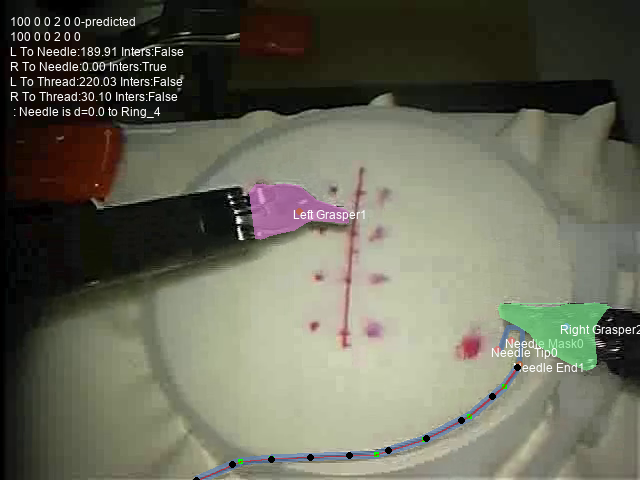 100 0 0 2 0 0-predicted
100 0 0 2 0 0
L To Needle:189.91 Inters:False
R To Needle:0.00 Inters:True
L To Thread:220.03 Inters:False
R To Thread:30.10 Inters:False
: Needle is d=0.0 to Ring_4
Left Grasper1
Right Grasper2
Needle Mask0
Needle Tip0
Needle End1